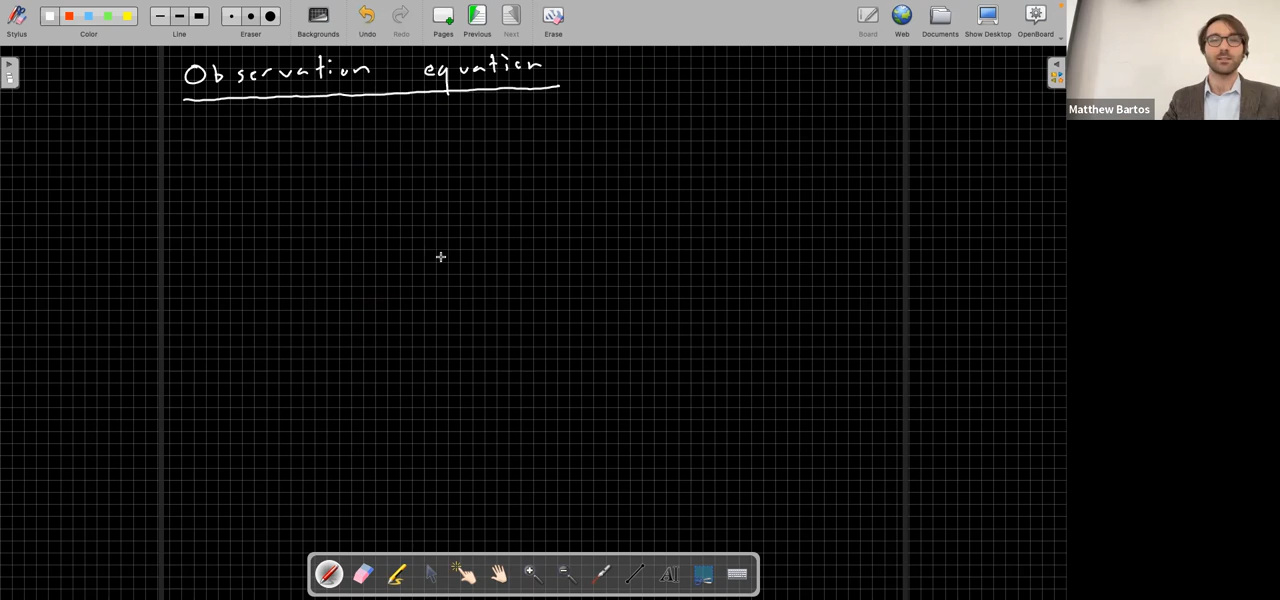 Stylus Color Line Eraser Backgrounds Undo Redo Pages Previous Next Erase Board Web Documents Show Desktop OpenBoard
Observation equation
Matthew Bartos
AI